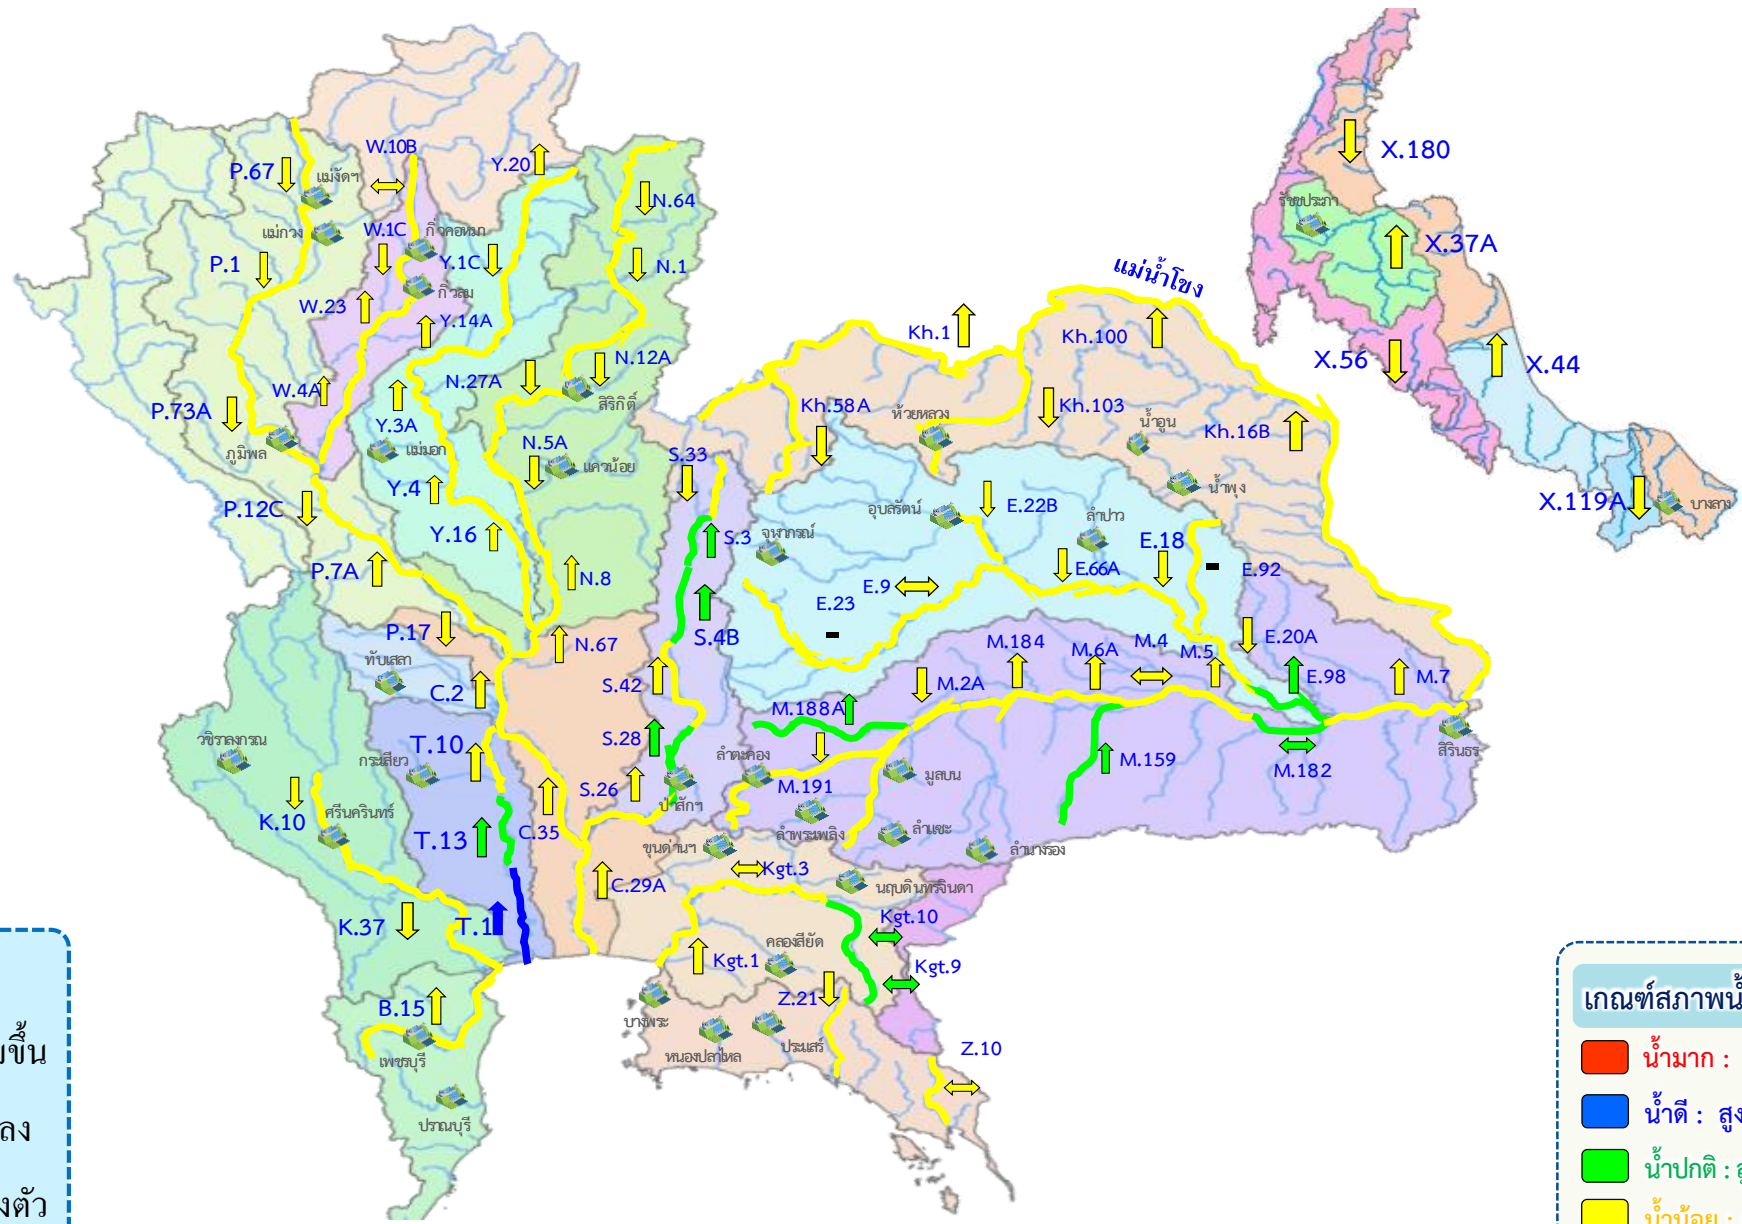 P.67
แม่งัดฯ
W.10B
Y.20
N.64
X.180
รัชชประภา
แม่กวง
W.1C
กิ่วคอหมา
X.37A
P.1
Y.1C
N.1
แม่น้ำโขง
กิ่วลม
W.23
Y.14A
Kh.1
Kh.100
X.56
X.44
N.12A
N.27A
W.4A
สิริกิติ์
P.73A
Kh.58A
ห้วยหลวง
Kh.103
น้ำอูน
Kh.16B
Y.3A
ภูมิพล
แม่มอก
N.5A
แควน้อย
S.33
Y.4
น้ำพุง
X.119A
บางลาง
P.12C
อุบลรัตน์
E.22B
ลำปาว
Y.16
S.3
จุฬาภรณ์
E.18
P.7A
N.8
E.9
E.66A
E.92
E.23
P.17
N.67
S.4B
M.184
M.6A
M.4
M.5
E.20A
ทับเสลา
C.2
S.42
M.2A
E.98
M.7
M.188A
วชิราลงกรณ
T.10
S.28
สิรินธร
กระเสียว
ลำตะคอง
มูลบน
M.159
M.182
S.26
ป่าสักฯ
M.191
K.10
ศรีนครินทร์
T.13
C.35
ขุนด่านฯ
ลำพระเพลิง
ลำแซะ
ลำนางรอง
Kgt.3
C.29A
นฤบดินทรจินดา
K.37
T.1
Kgt.10
คลองสียัด
Kgt.1
Kgt.9
B.15
Z.21
บางพระ
หนองปลาไหล
ประแสร์
Z.10
เพชรบุรี
ปราณบุรี
ลง
งตัว
เกณฑ์สภาพน้
น้ำมาก :
น้ำดี : สูง
น้ำปกติ : สู
น้ำน้อย :